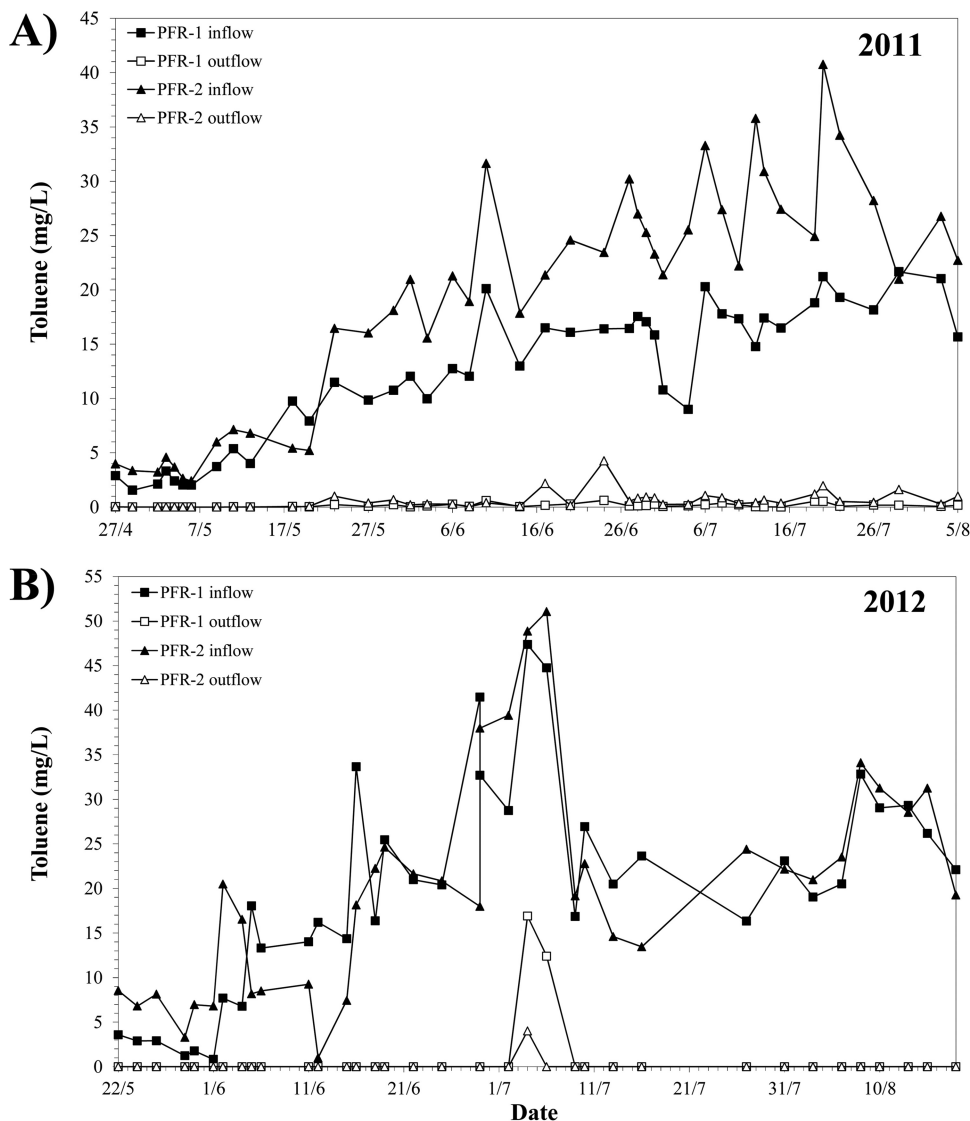 A)
2011
PFR-1 inflow
PFR-1 outflow
PFR-2 inflow
PFR-2 outflow
Toluene (mg/L)
45
40
35
30
25
20
15
10
5
0
27/4 7/5 17/5 27/5 6/6 16/6 26/6 6/7 16/7 26/7 5/8
B)
2012
PFR-1 inflow
PFR-1 outflow
PFR-2 inflow
PFR-2 outflow
Toluene (mg/L)
55
50
45
40
35
30
25
20
15
10
5
0
22/5 1/6 11/6 21/6 1/7 11/7 21/7 31/7 10/8
Date